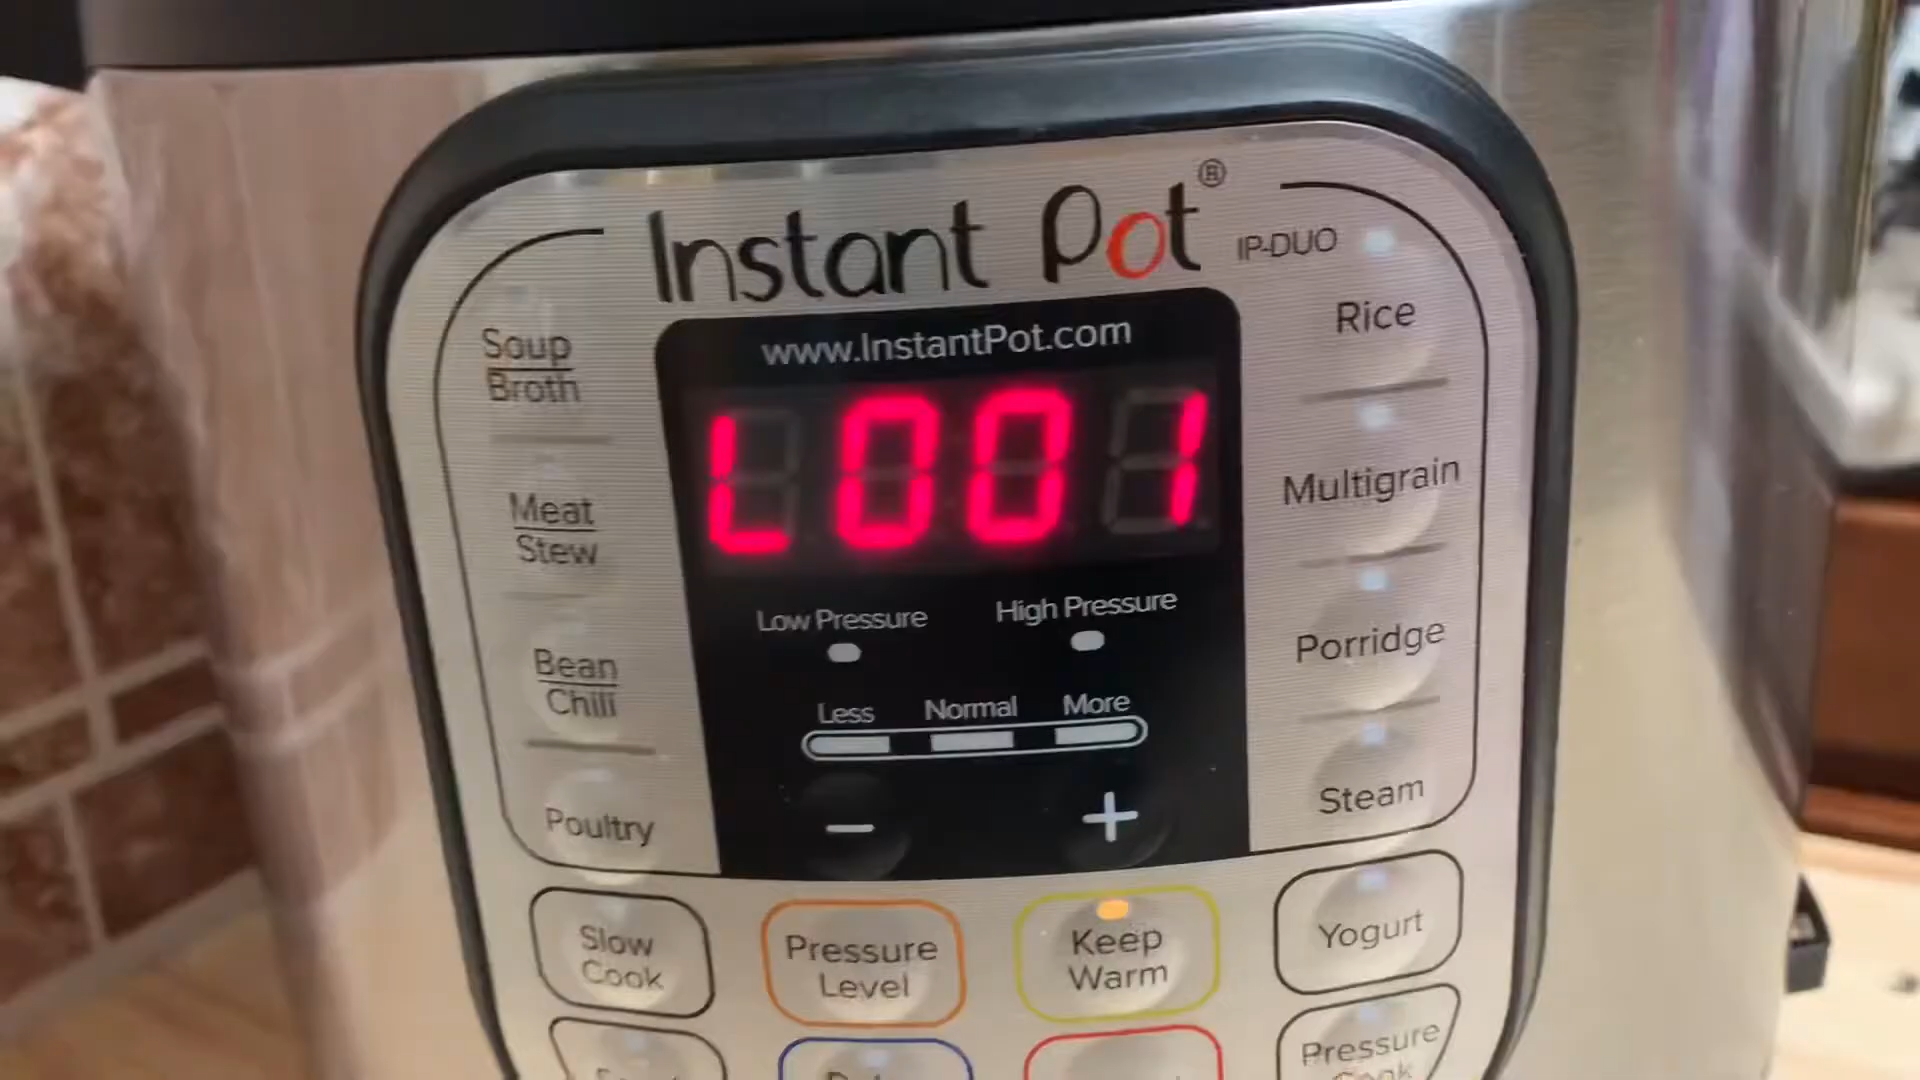 Instant Pot®
IP-DUO
www.InstantPot.com
L001
Soup
Broth
Meat
Stew
Bean
Chili
Poultry
Rice
Multigrain
Porridge
Steam
Low Pressure
High Pressure
Less
Normal
More
−
+
Slow
Cook
Pressure
Level
Keep
Warm
Yogurt
Pressure
Cook